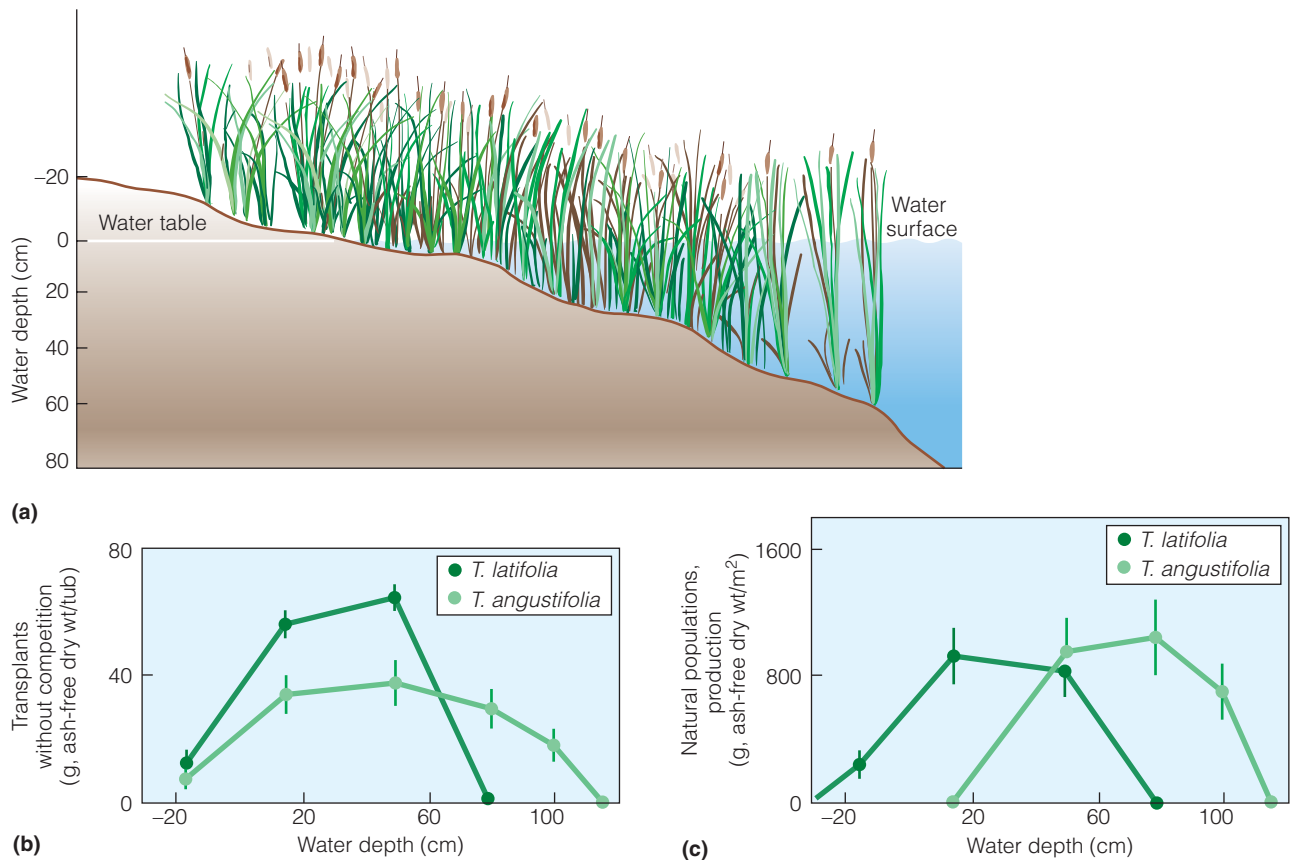 Water depth (cm)
−20
0
20
40
60
80
Water table
Water
surface
(a)
Transplants
without competition
(g, ash-free dry wt/tub)
80
40
0
T. latifolia
T. angustifolia
−20
20
60
100
Water depth (cm)
(b)
Natural populations,
production
(g, ash-free dry wt/m²)
1600
800
0
T. latifolia
T. angustifolia
−20
20
60
100
Water depth (cm)
(c)